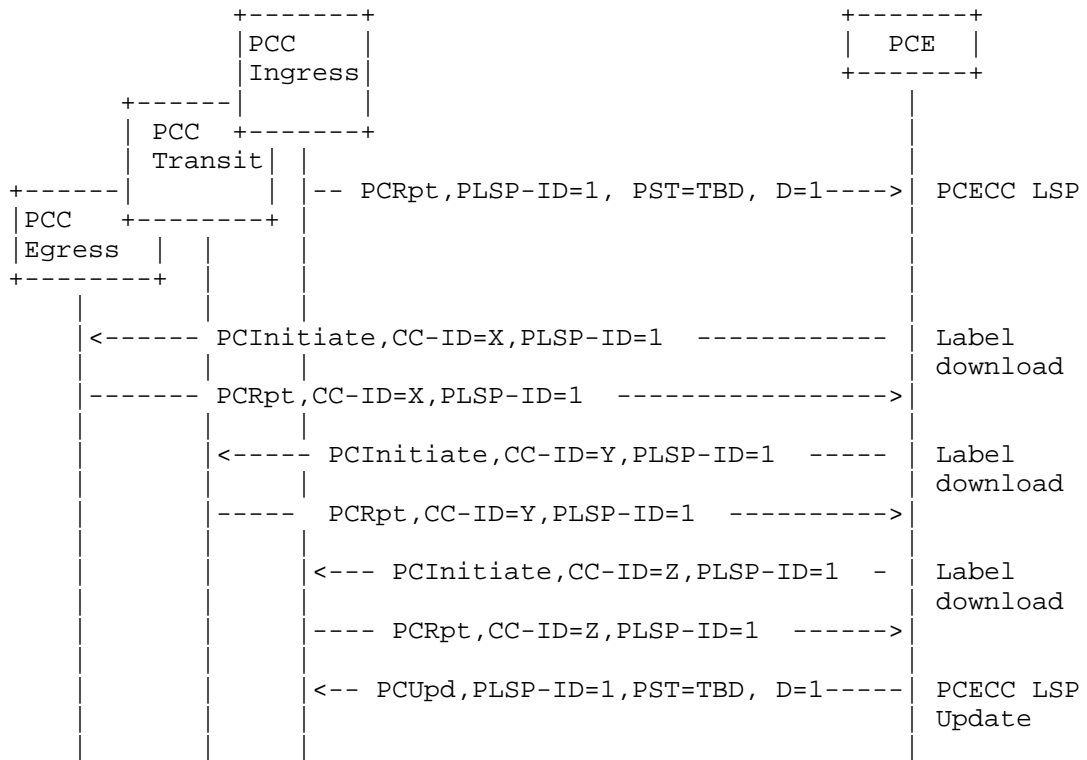 PCC
Ingress
PCE
PCC
Transit
PCRpt,PLSP-ID=1, PST=TBD, D=1 PCECC LSP
PCC
Egress
PCInitiate,CC-ID=X,PLSP-ID=1 Label
download
PCRpt,CC-ID=X,PLSP-ID=1
PCInitiate,CC-ID=Y,PLSP-ID=1 Label
download
PCRpt,CC-ID=Y,PLSP-ID=1
PCInitiate,CC-ID=Z,PLSP-ID=1 Label
download
PCRpt,CC-ID=Z,PLSP-ID=1
PCUpd,PLSP-ID=1,PST=TBD, D=1 PCECC LSP
Update